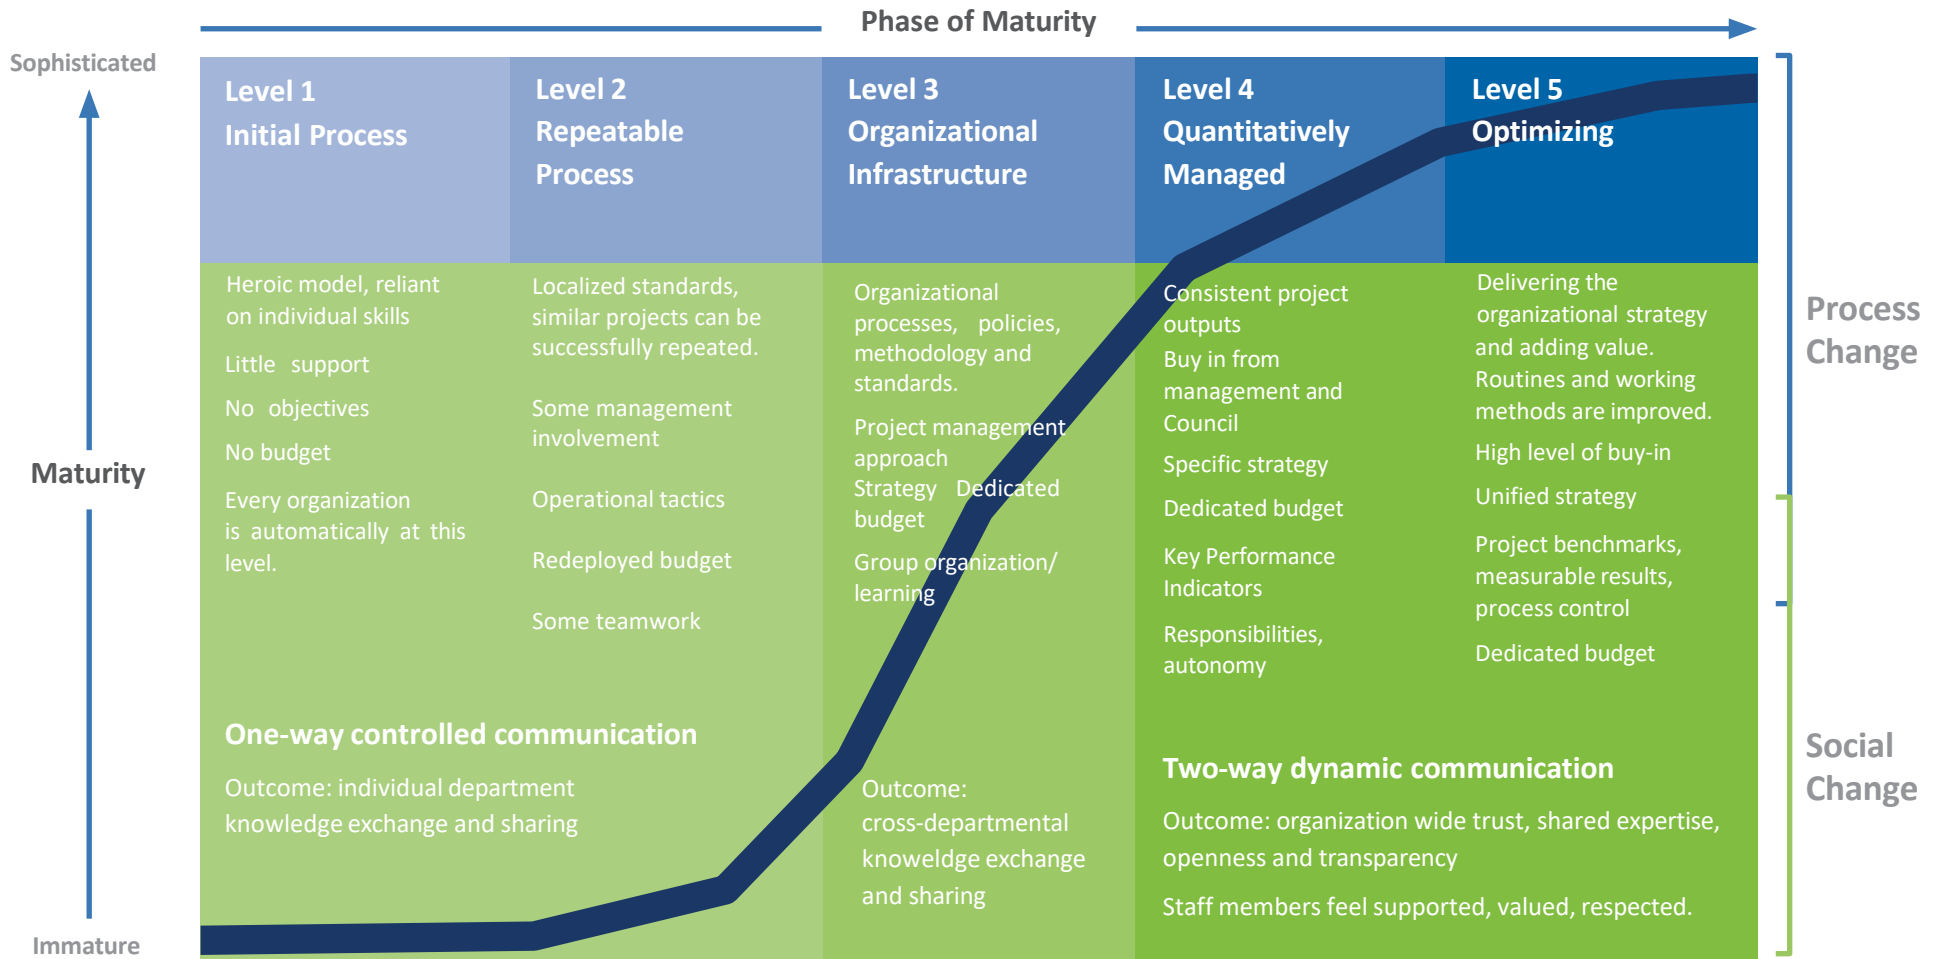 Phase of Maturity
Sophisticated
Maturity
Immature
Level 1
Initial Process
Level 2
Repeatable
Process
Level 3
Organizational
Infrastructure
Level 4
Quantitatively
Managed
Level 5
Optimizing
Heroic model, reliant
on individual skills
Little support
No objectives
No budget
Every organization
is automatically at this
level.
Localized standards,
similar projects can be
successfully repeated.
Some management
involvement
Operational tactics
Redeployed budget
Some teamwork
Organizational
processes, policies,
methodology and
standards.
Project management
approach
Strategy Dedicated
budget
Group organization/
learning
Consistent project
outputs
Buy in from
management and
Council
Specific strategy
Dedicated budget
Key Performance
Indicators
Responsibilities,
autonomy
Delivering the
organizational strategy
and adding value.
Routines and working
methods are improved.
High level of buy-in
Unified strategy
Project benchmarks,
measurable results,
process control
Dedicated budget
One-way controlled communication
Outcome: individual department
knowledge exchange and sharing
Outcome:
cross-departmental
knoweldge exchange
and sharing
Two-way dynamic communication
Outcome: organization wide trust, shared expertise,
openness and transparency
Staff members feel supported, valued, respected.
Process
Change
Social
Change